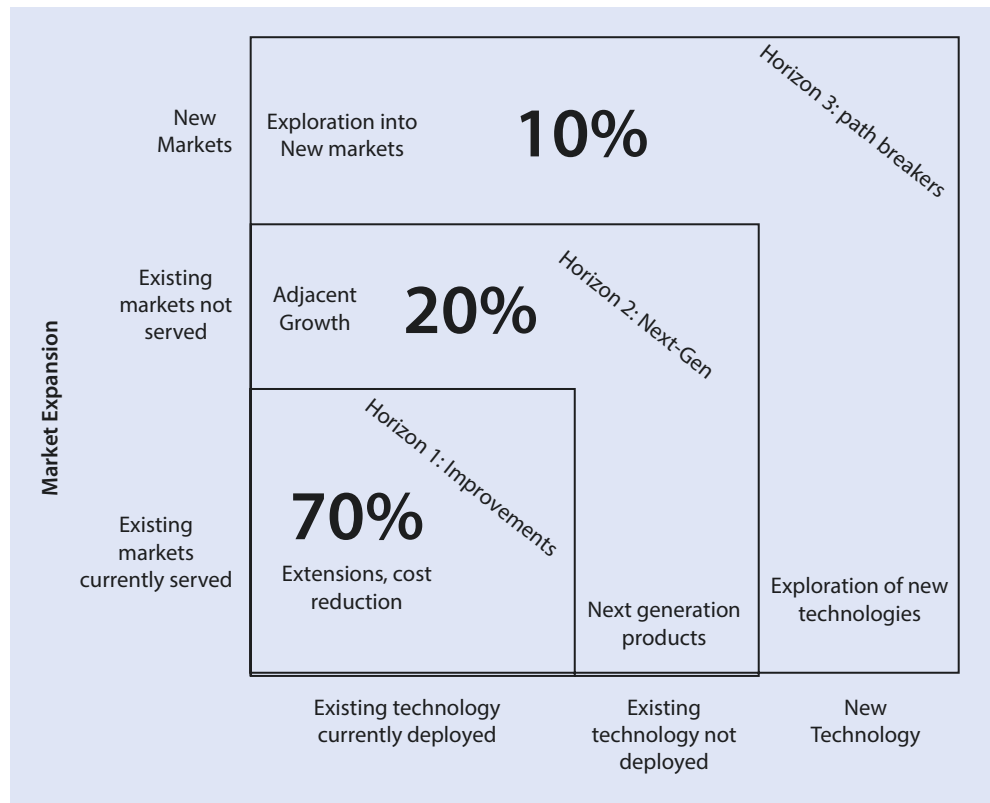 Market Expansion
New
Markets
Exploration into
New markets
10%
Horizon 3: path breakers
Existing
markets not
served
Adjacent
Growth
20%
Horizon 2: Next-Gen
Existing
markets
currently served
Horizon 1: Improvements
70%
Extensions, cost
reduction
Next generation
products
Exploration of new
technologies
Existing technology
currently deployed
Existing
technology not
deployed
New
Technology